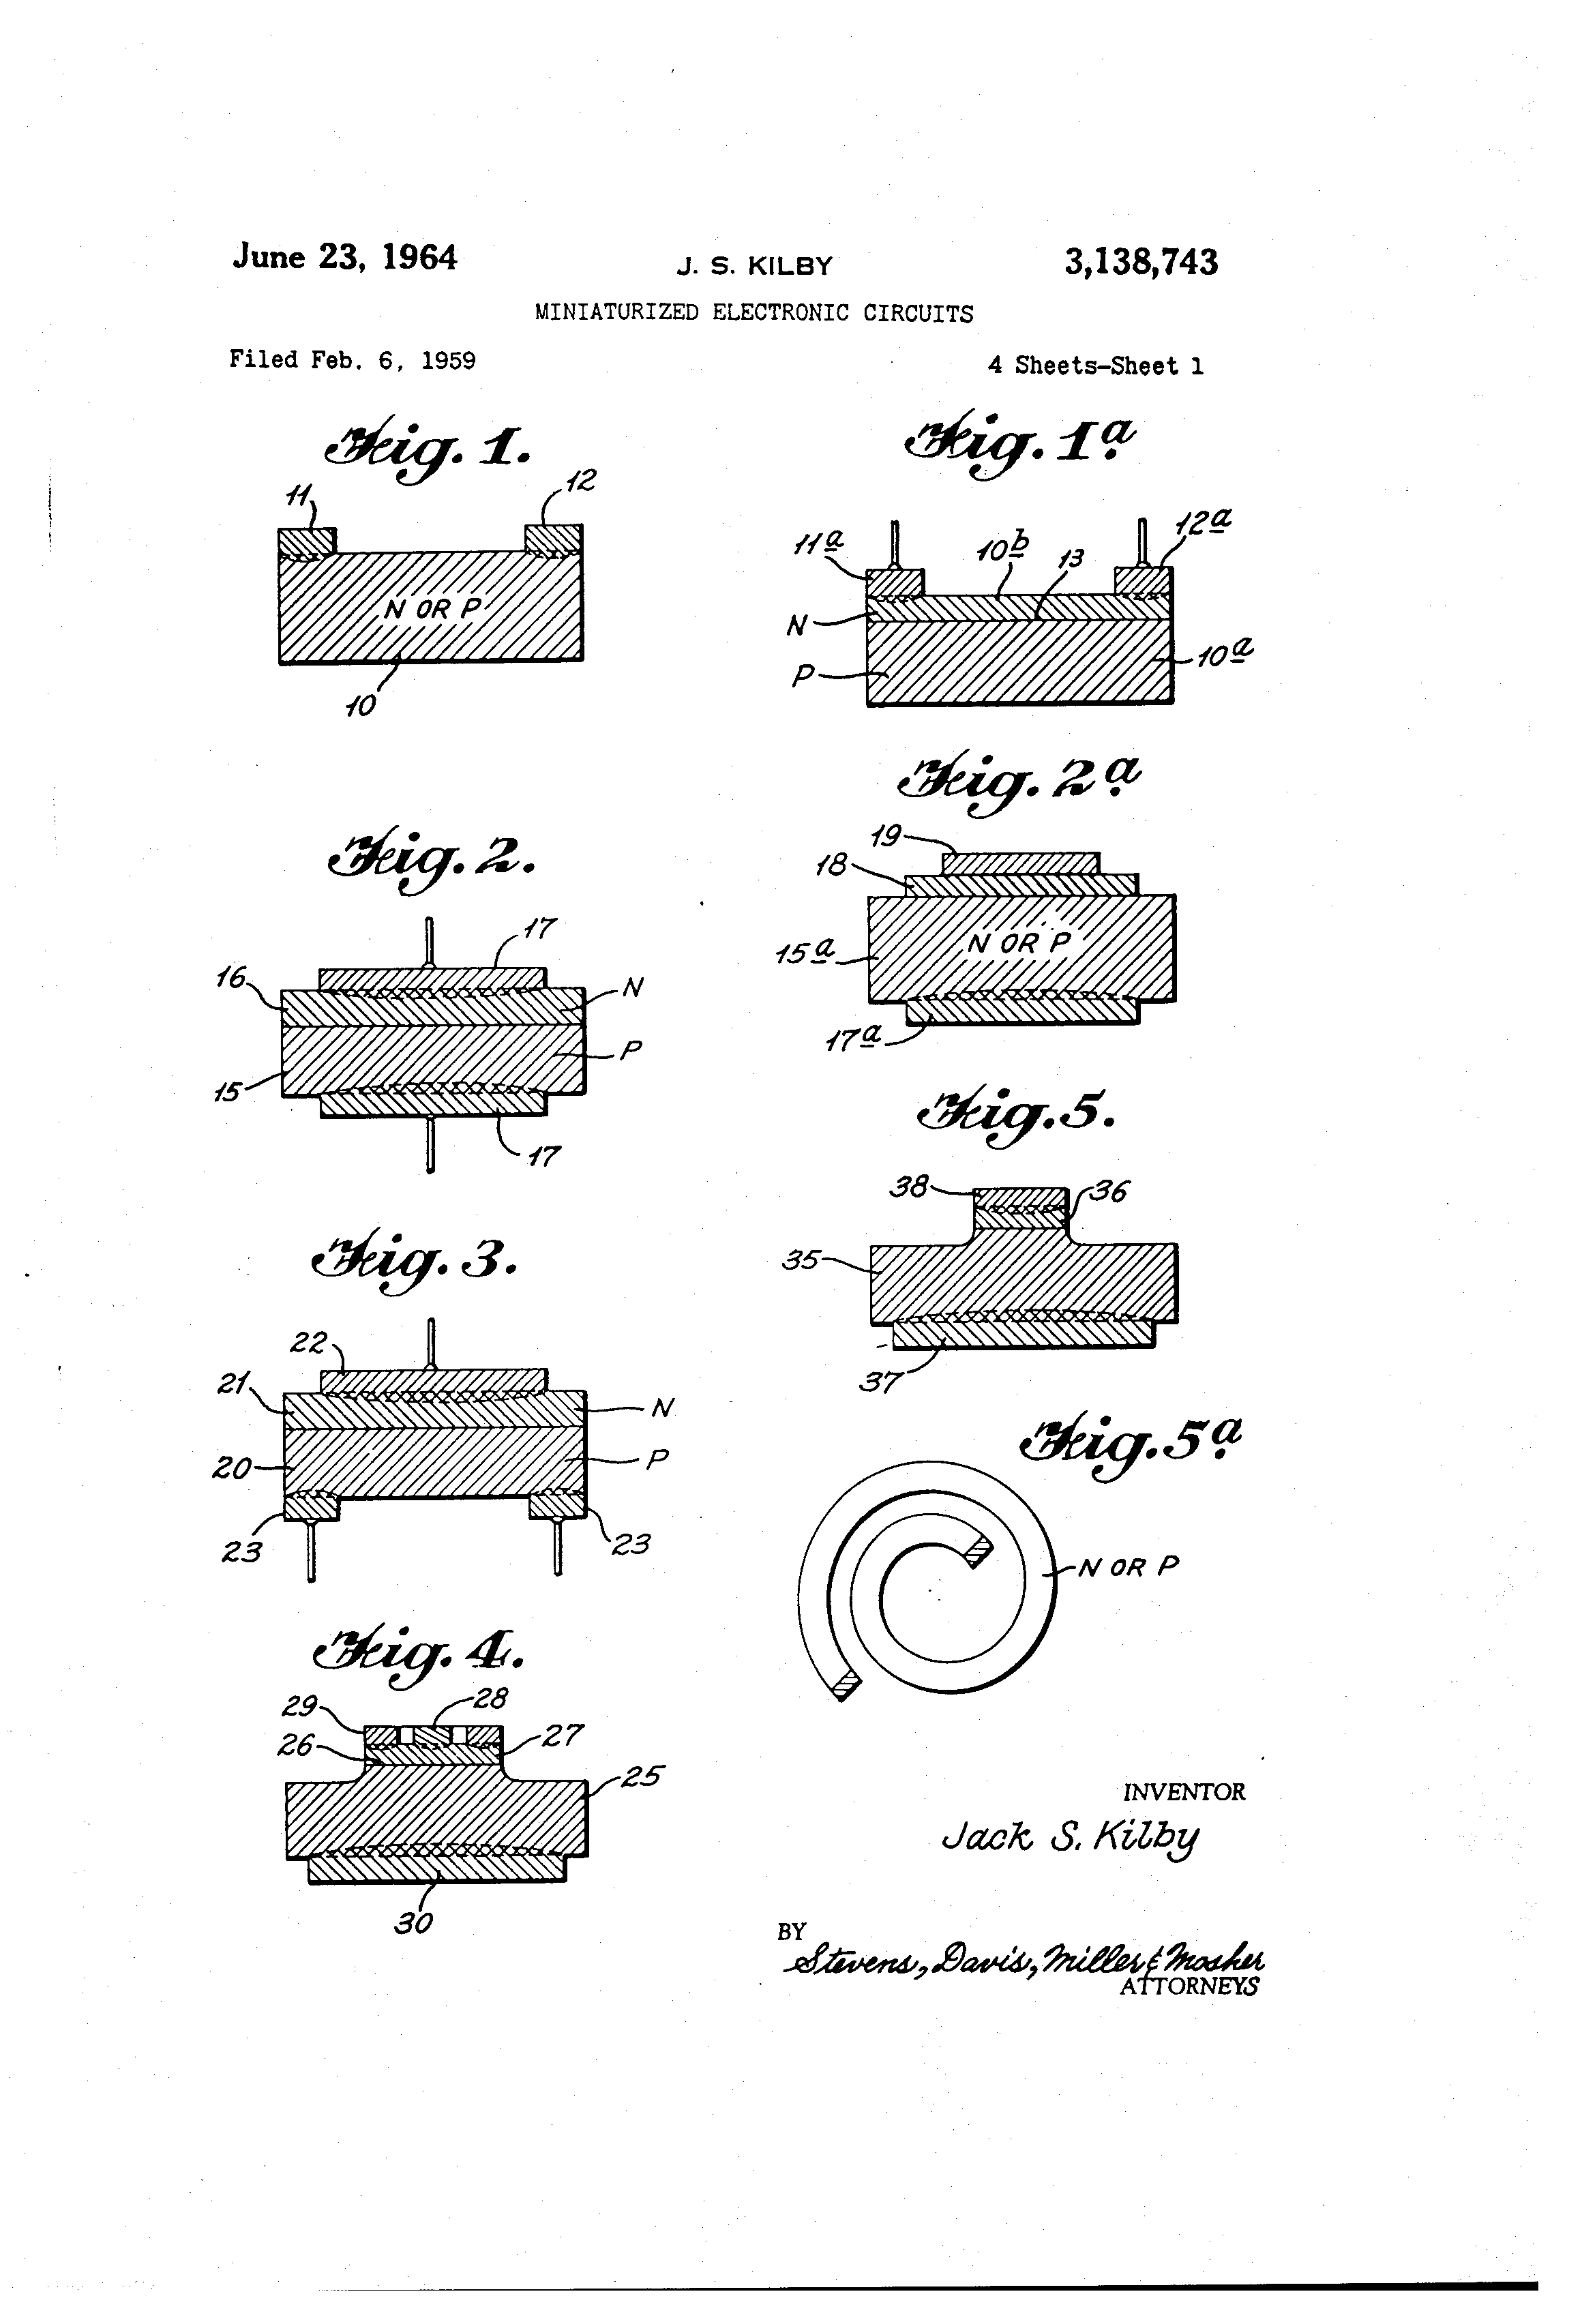 June 23, 1964 J. S. KILBY 3,138,743
MINIATURIZED ELECTRONIC CIRCUITS
Filed Feb. 6, 1959 4 Sheets-Sheet 1
Fig. 1.
11 12
N OR P
10
Fig. 1a.
11a 10b 13 12a
N
P 10a
Fig. 2.
17
16 N
P
15
17
Fig. 2a.
19
18
N OR P
15a
17a
Fig. 3.
22
21 N
20 P
23 23
Fig. 5.
38 36
35
37
Fig. 5a.
N OR P
Fig. 4.
29 28
26 27
25
30
INVENTOR
Jack S. Kilby
BY
Stevens, Davis, Miller & Mosher
ATTORNEYS